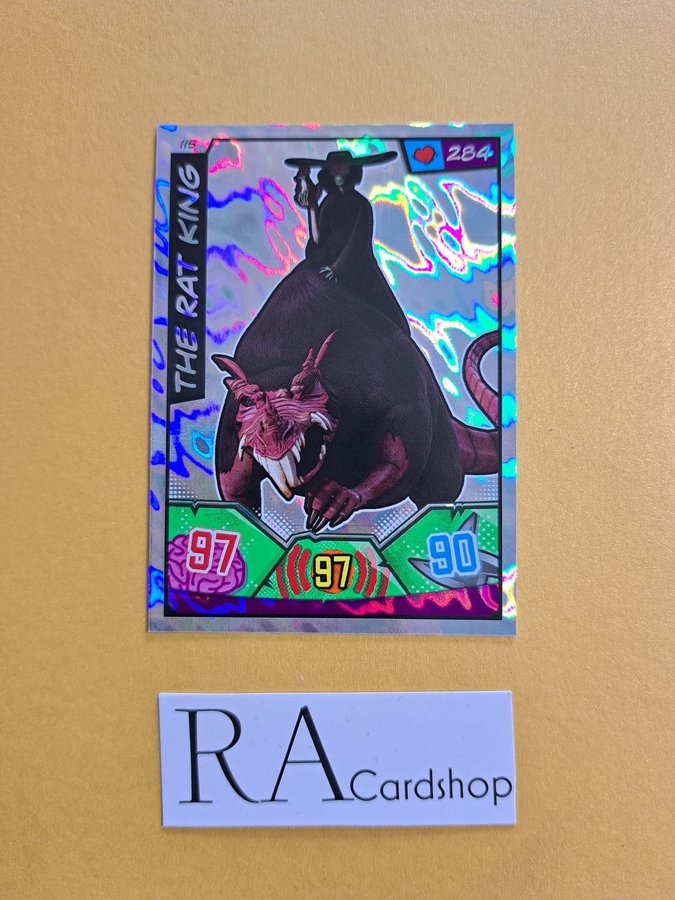 115
284
THE RAT KING
97
97
90
RA Cardshop